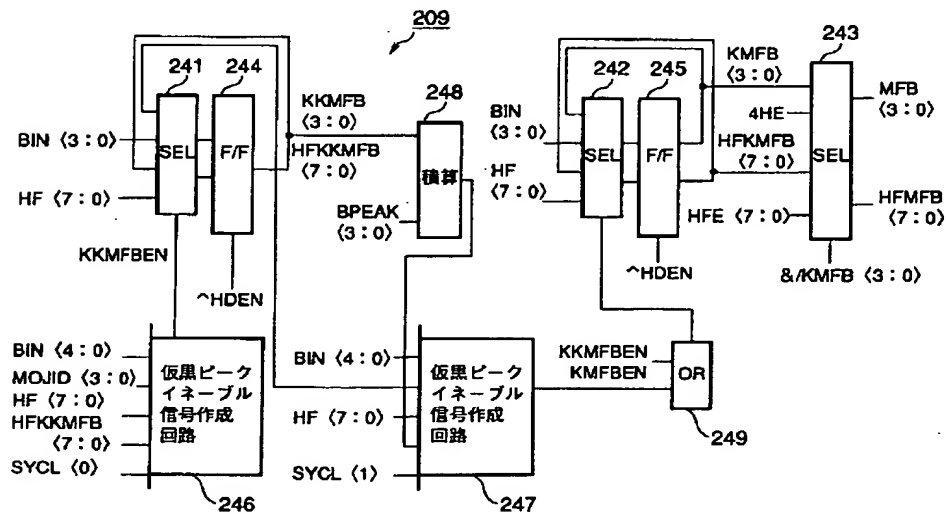 209
241
244
KKMFB
⟨3:0⟩
HFKKMFB
⟨7:0⟩
BIN ⟨3:0⟩
HF ⟨7:0⟩
SEL
F/F
KKMFBEN
^HDEN
248
積算
BPEAK
⟨3:0⟩
242
245
BIN
⟨3:0⟩
HF
⟨7:0⟩
SEL
F/F
^HDEN
KMFB
⟨3:0⟩
4HE
HFKMFB
⟨7:0⟩
HFE ⟨7:0⟩
243
SEL
MFB
⟨3:0⟩
HFMFB
⟨7:0⟩
&/KMFB ⟨3:0⟩
BIN ⟨4:0⟩
MOJID ⟨3:0⟩
HF ⟨7:0⟩
HFKKMFB
⟨7:0⟩
SYCL ⟨0⟩
仮黒ピーク
イネーブル
信号作成
回路
246
BIN ⟨4:0⟩
HF ⟨7:0⟩
SYCL ⟨1⟩
仮黒ピーク
イネーブル
信号作成
回路
247
KKMFBEN
KMFBEN
OR
249